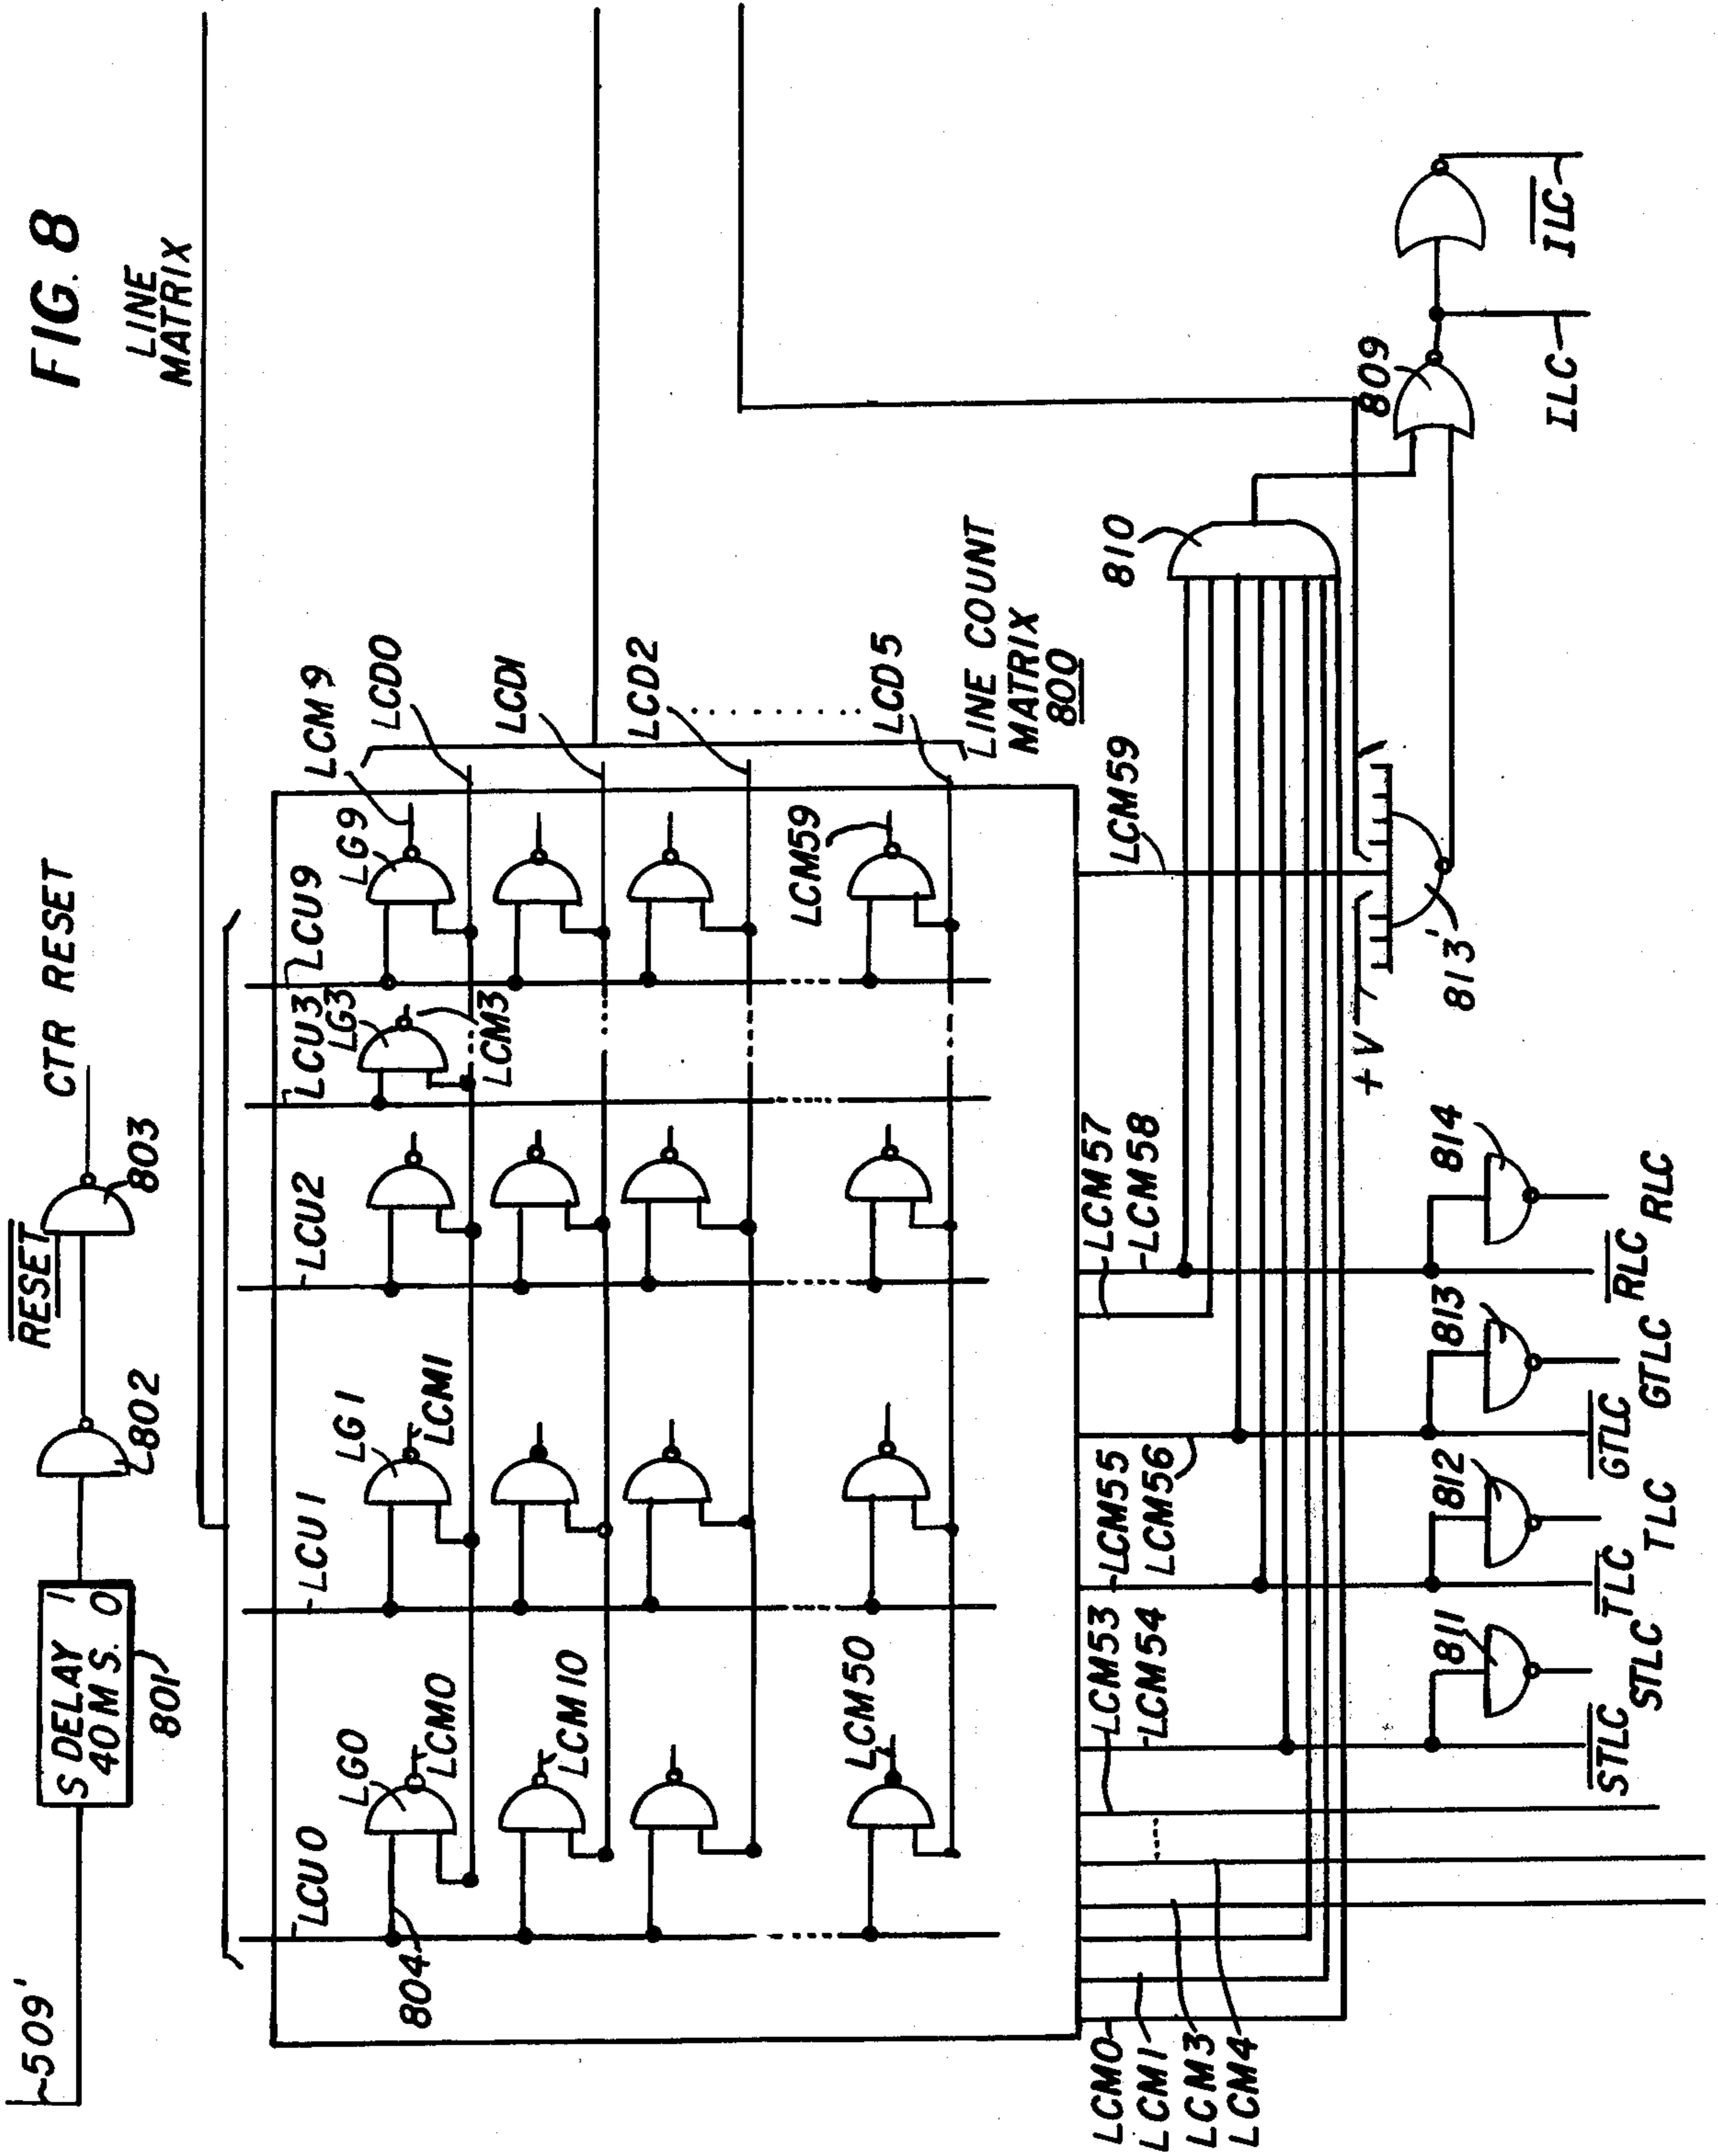 FIG. 8
LINE
MATRIX
509'
S DELAY 1
40 MS. 0
801
802
RESET
803
CTR RESET
LCU0
LCU1
LCU2
LCU3
LCU9
LG0
LCM0
LG1
LCM1
LG3
LCM3
LG9
LCM9
LCD0
LCM10
LCD1
LCD2
LCM50
LCM59
LCD5
804
LINE COUNT
MATRIX
800
LCM0
LCM1
LCM3
LCM4
LCM53
LCM54
LCM55
LCM56
LCM57
LCM58
LCM59
810
+V
813'
809
811
812
813
814
STLC
STLC
TLC
TLC
GTLC
GTLC
RLC
RLC
ILC
ILC